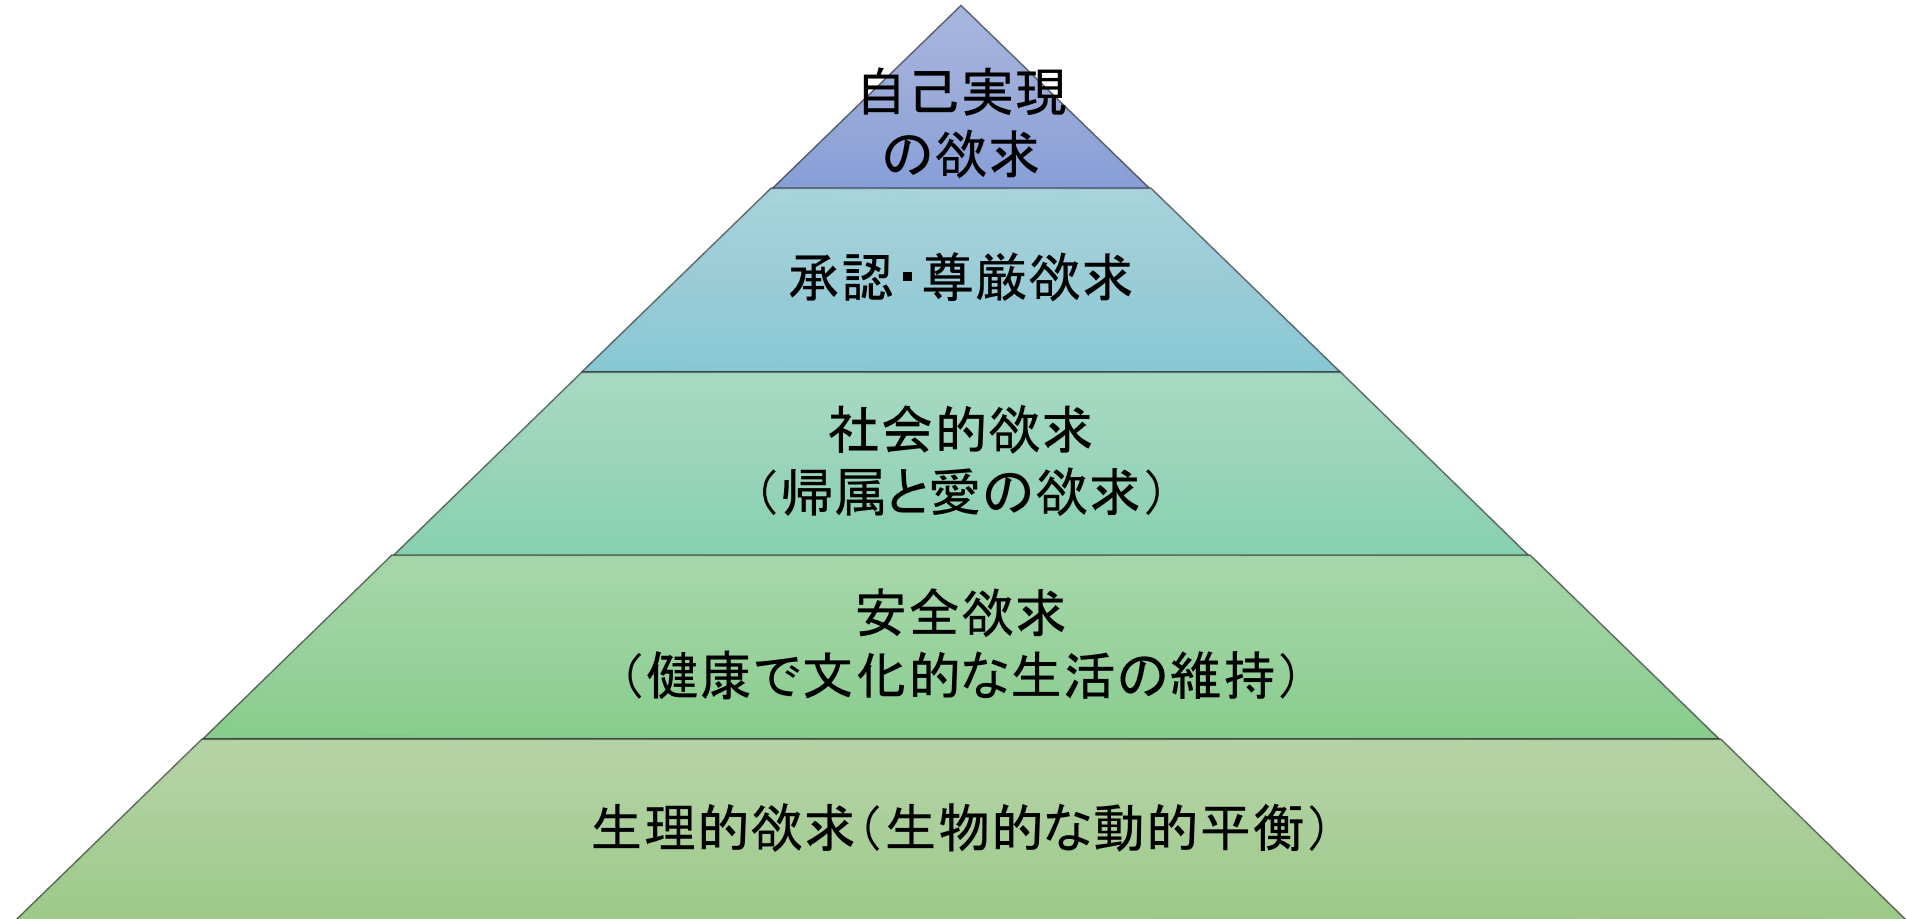 自己実現
の欲求
承認・尊厳欲求
社会的欲求
（帰属と愛の欲求）
安全欲求
（健康で文化的な生活の維持）
生理的欲求（生物的な動的平衡）